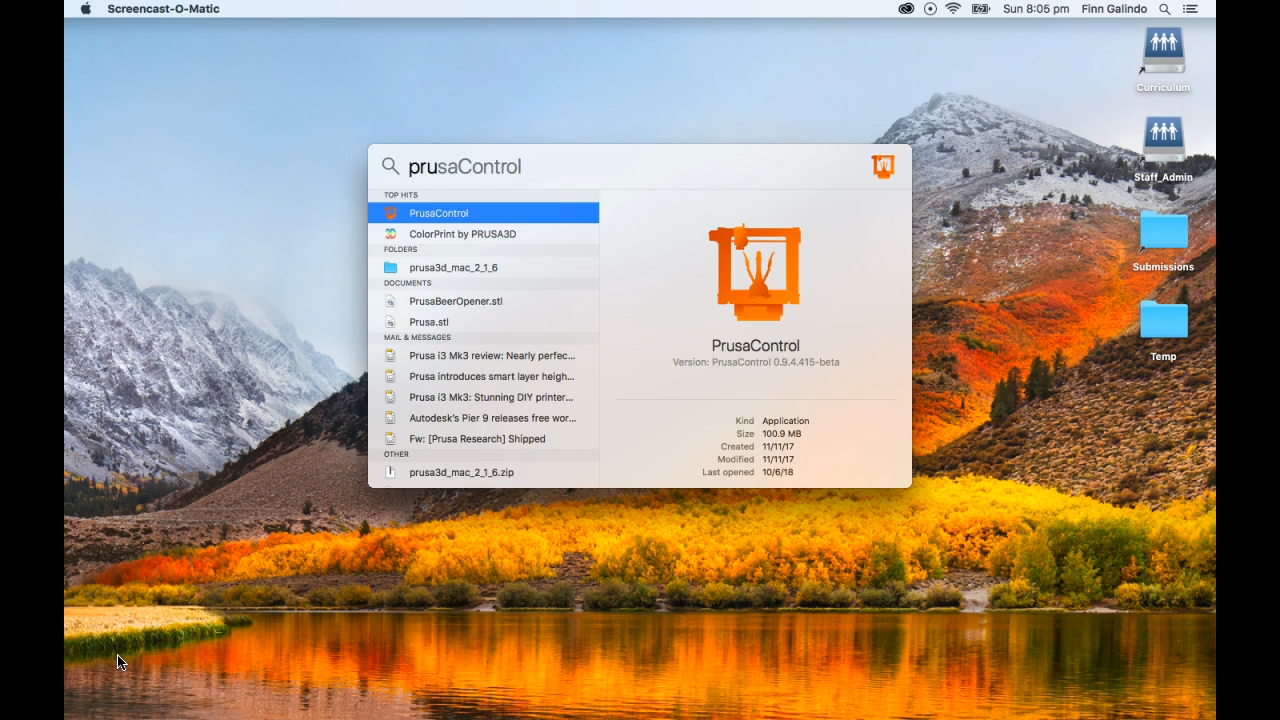 Screencast-O-Matic
Sun 8:05 pm Finn Galindo
Curriculum
Staff_Admin
Submissions
Temp
prusaControl
TOP HITS
PrusaControl
ColorPrint by PRUSA3D
FOLDERS
prusa3d_mac_2_1_6
DOCUMENTS
PrusaBeerOpener.stl
Prusa.stl
MAIL & MESSAGES
Prusa i3 Mk3 review: Nearly perfec...
Prusa introduces smart layer heigh...
Prusa i3 Mk3: Stunning DIY printer...
Autodesk's Pier 9 releases free wor...
Fw: [Prusa Research] Shipped
OTHER
prusa3d_mac_2_1_6.zip
PrusaControl
Version: PrusaControl 0.9.4.415-beta
Kind Application
Size 100.9 MB
Created 11/11/17
Modified 11/11/17
Last opened 10/6/18